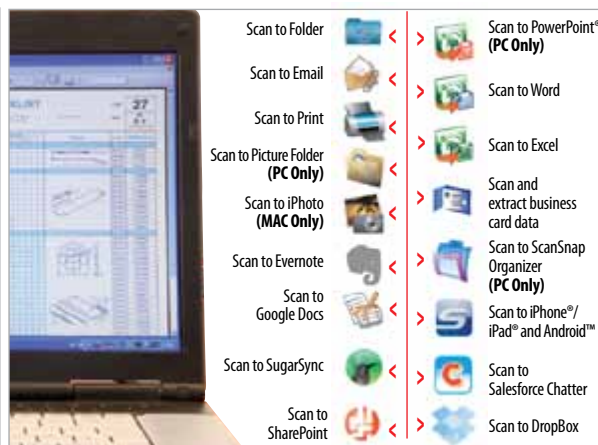 KLIST
27
Scan to Folder
Scan to Email
Scan to Print
Scan to Picture Folder
(PC Only)
Scan to iPhoto
(MAC Only)
Scan to Evernote
Scan to
Google Docs
Scan to SugarSync
Scan to
SharePoint
Scan to PowerPoint®
(PC Only)
Scan to Word
Scan to Excel
Scan and
extract business
card data
Scan to ScanSnap
Organizer
(PC Only)
Scan to iPhone®/
iPad® and Android™
Scan to
Salesforce Chatter
Scan to DropBox